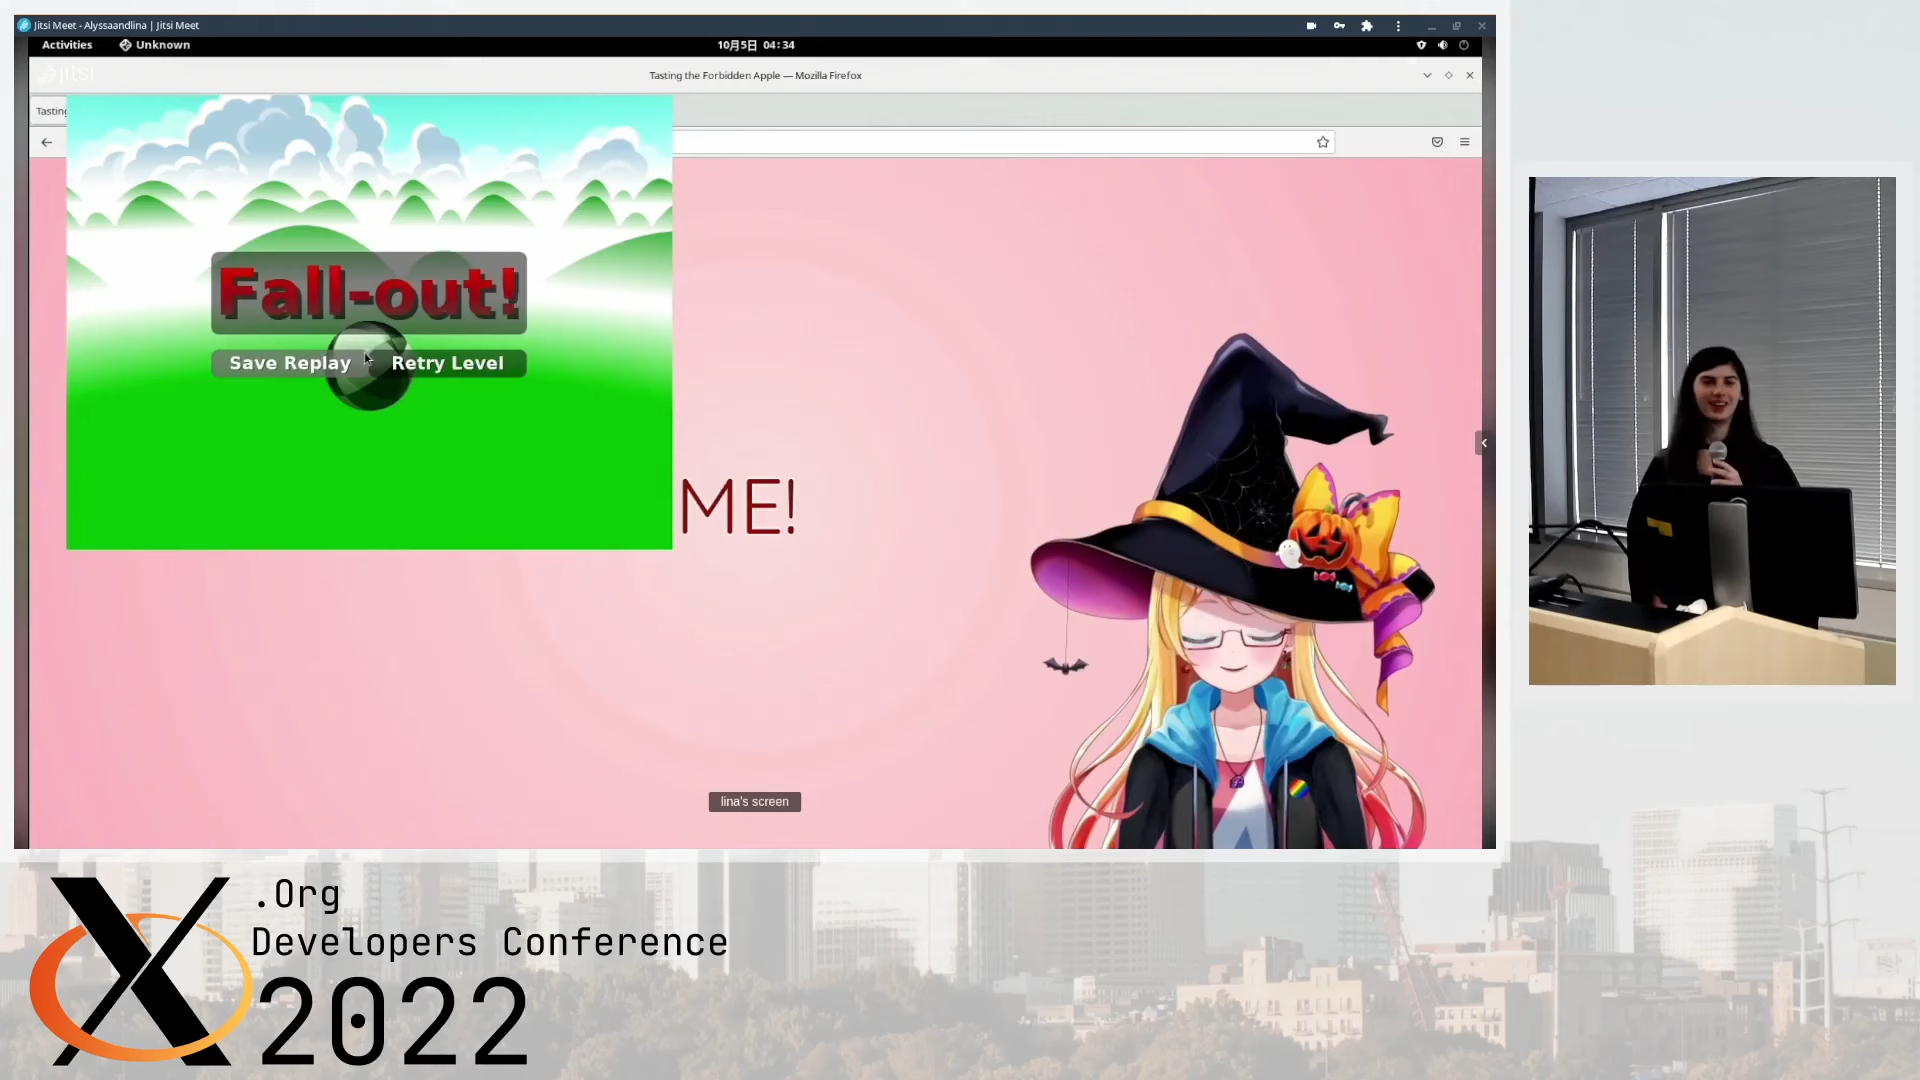 Jitsi Meet - Alyssaandlina | Jitsi Meet
Activities
Unknown
10月5日 04:34
jitsi
Tasting the Forbidden Apple — Mozilla Firefox
Tasting
Fall-out!
Save Replay
Retry Level
ME!
lina's screen
X
.Org
Developers Conference
2022